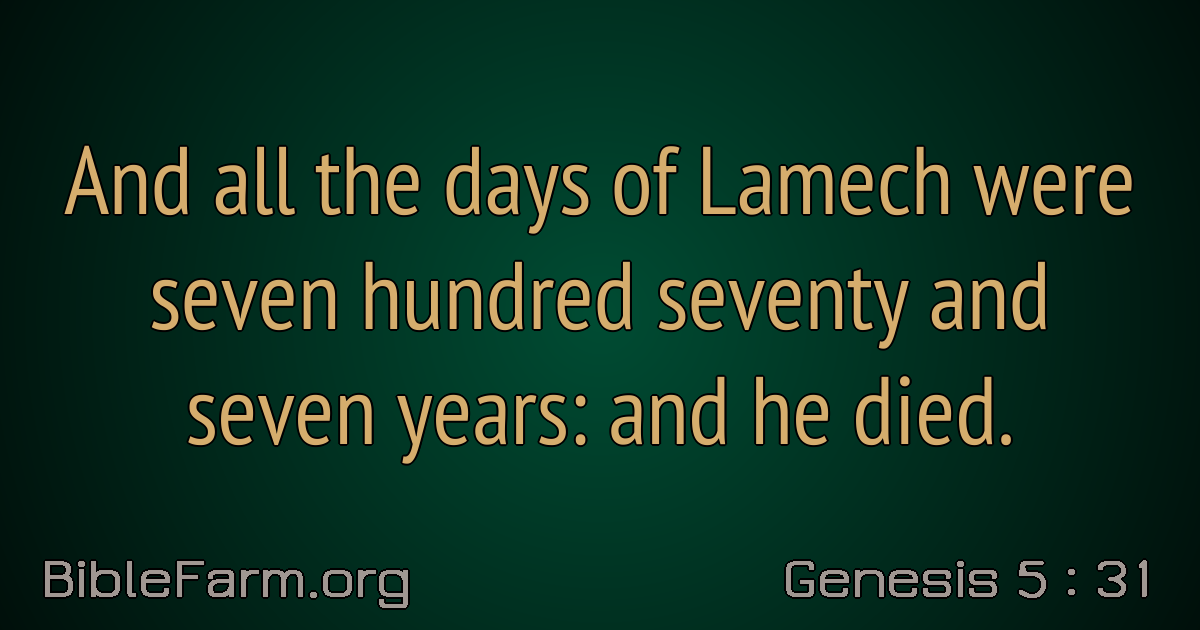 And all the days of Lamech were
seven hundred seventy and
seven years: and he died.
BibleFarm.org
Genesis 5 : 31